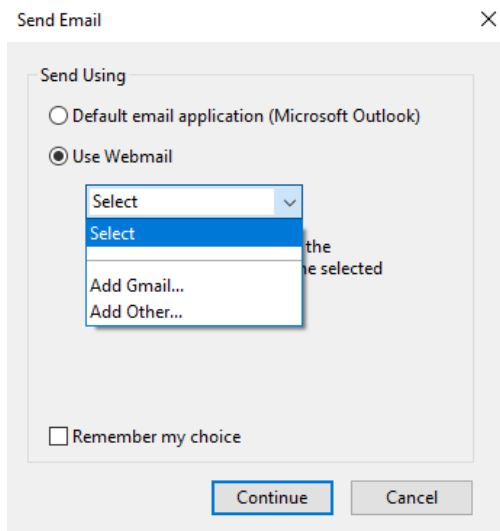 Send Email
Send Using
Default email application (Microsoft Outlook)
Use Webmail
Select
Select
the
selected
Add Gmail...
Add Other...
Remember my choice
Continue
Cancel